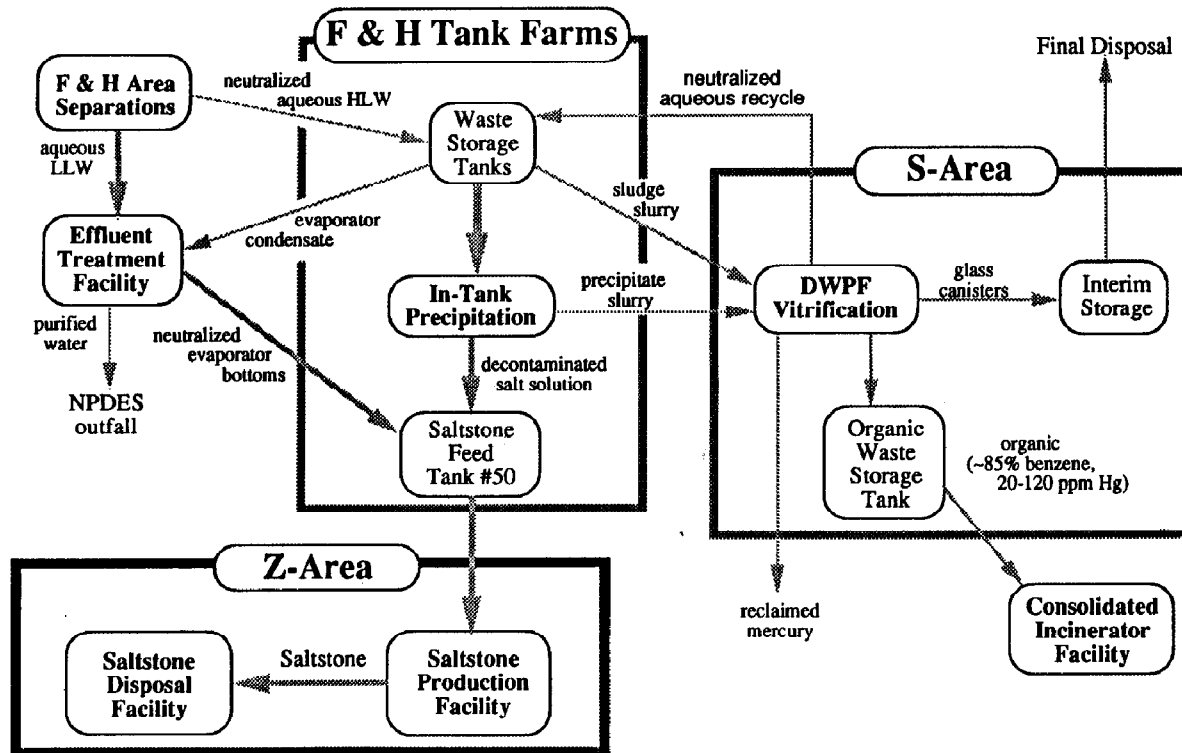 F & H Tank Farms
F & H Area
Separations
neutralized
aqueous HLW
Waste
Storage
Tanks
neutralized
aqueous recycle
Final Disposal
aqueous
LLW
S-Area
sludge
slurry
evaporator
condensate
Effluent
Treatment
Facility
In-Tank
Precipitation
precipitate
slurry
DWPF
Vitrification
glass
canisters
Interim
Storage
purified
water
neutralized
evaporator
bottoms
decontaminated
salt solution
NPDES
outfall
Saltstone
Feed
Tank #50
Organic
Waste
Storage
Tank
organic
(~85% benzene,
20-120 ppm Hg)
Z-Area
Saltstone
Disposal
Facility
Saltstone
Saltstone
Production
Facility
reclaimed
mercury
Consolidated
Incinerator
Facility